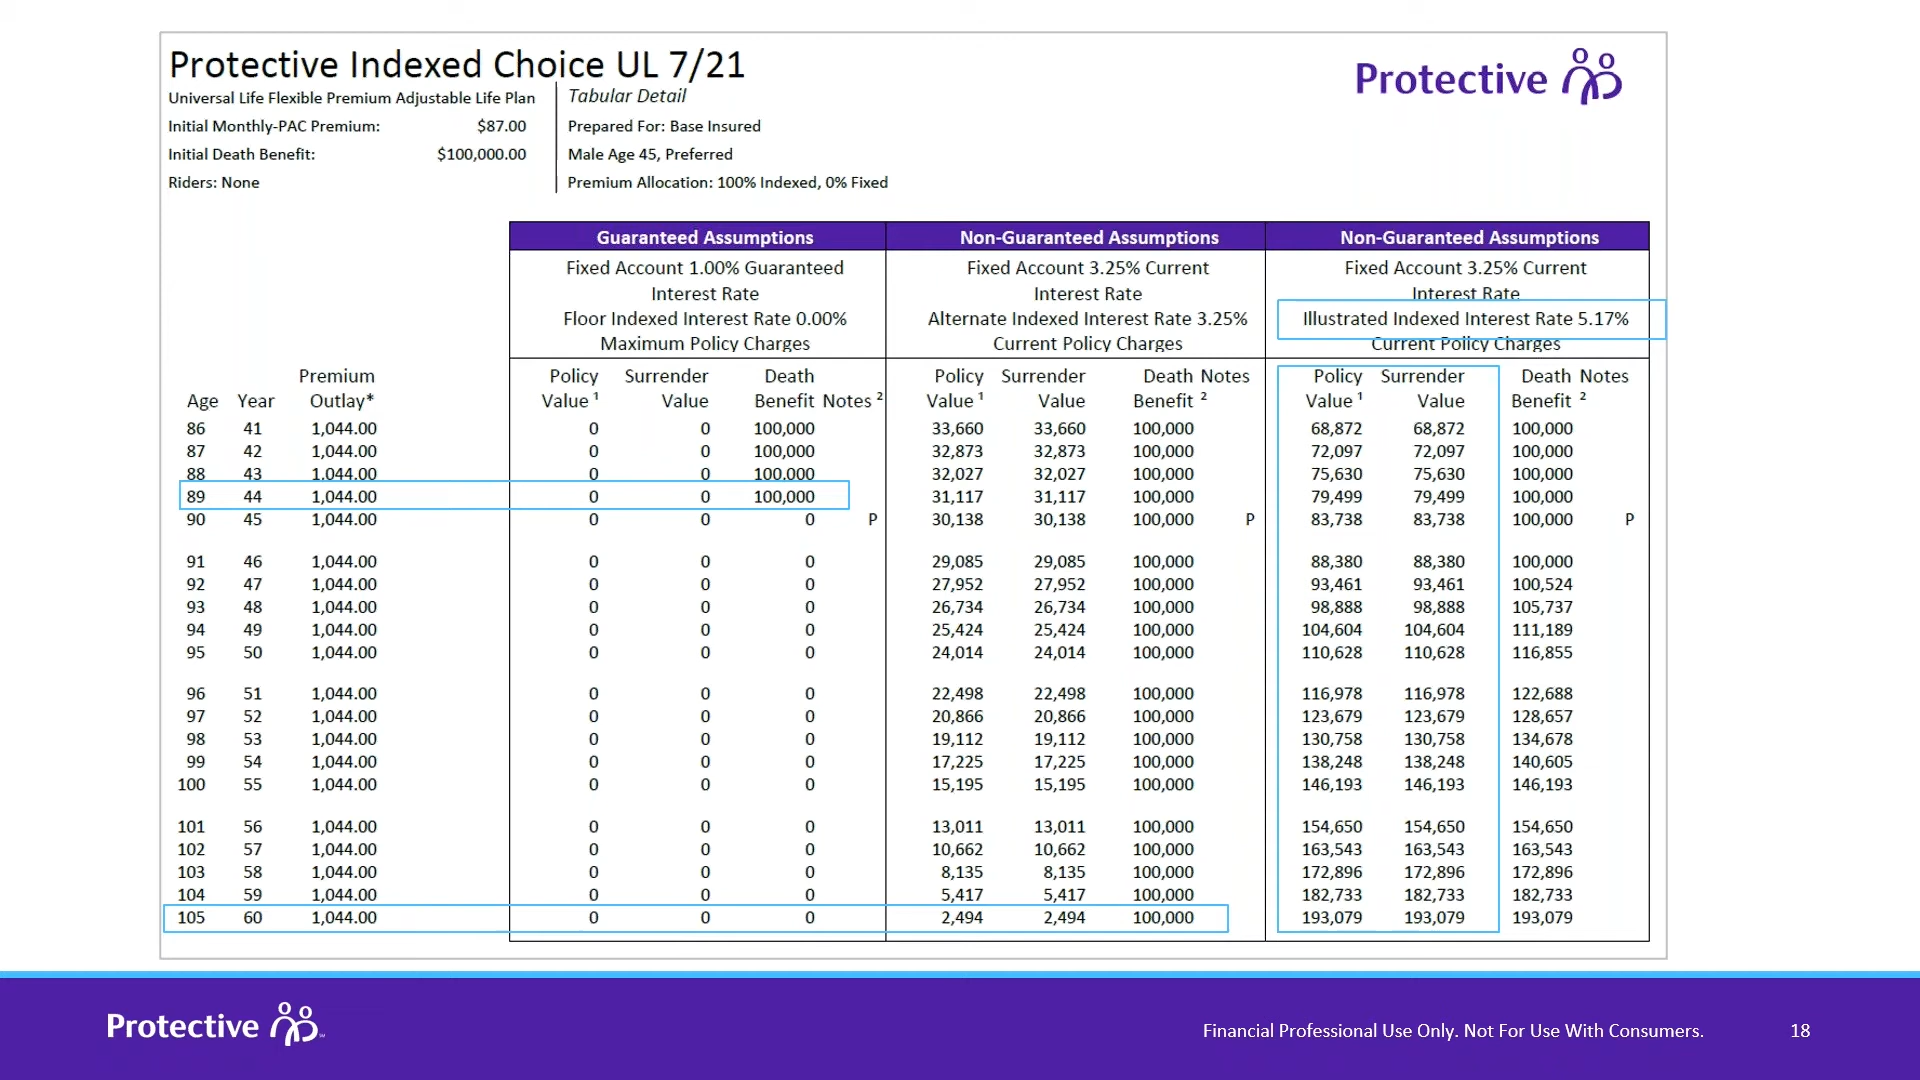 Protective Indexed Choice UL 7/21
Protective
Universal Life Flexible Premium Adjustable Life Plan
Tabular Detail
Initial Monthly-PAC Premium: $87.00
Prepared For: Base Insured
Initial Death Benefit: $100,000.00
Male Age 45, Preferred
Riders: None
Premium Allocation: 100% Indexed, 0% Fixed
Guaranteed Assumptions Non-Guaranteed Assumptions Non-Guaranteed Assumptions
Fixed Account 1.00% Guaranteed Fixed Account 3.25% Current Fixed Account 3.25% Current
Interest Rate Interest Rate Interest Rate
Floor Indexed Interest Rate 0.00% Alternate Indexed Interest Rate 3.25% Illustrated Indexed Interest Rate 5.17%
Maximum Policy Charges Current Policy Charges Current Policy Charges
Premium Policy Surrender Death Policy Surrender Death Notes Policy Surrender Death Notes
Age Year Outlay* Value ¹ Value Benefit Notes ² Value ¹ Value Benefit ² Value ¹ Value Benefit ²
86 41 1,044.00 0 0 100,000 33,660 33,660 100,000 68,872 68,872 100,000
87 42 1,044.00 0 0 100,000 32,873 32,873 100,000 72,097 72,097 100,000
88 43 1,044.00 0 0 100,000 32,027 32,027 100,000 75,630 75,630 100,000
89 44 1,044.00 0 0 100,000 31,117 31,117 100,000 79,499 79,499 100,000
90 45 1,044.00 0 0 0 P 30,138 30,138 100,000 P 83,738 83,738 100,000 P
91 46 1,044.00 0 0 0 29,085 29,085 100,000 88,380 88,380 100,000
92 47 1,044.00 0 0 0 27,952 27,952 100,000 93,461 93,461 100,524
93 48 1,044.00 0 0 0 26,734 26,734 100,000 98,888 98,888 105,737
94 49 1,044.00 0 0 0 25,424 25,424 100,000 104,604 104,604 111,189
95 50 1,044.00 0 0 0 24,014 24,014 100,000 110,628 110,628 116,855
96 51 1,044.00 0 0 0 22,498 22,498 100,000 116,978 116,978 122,688
97 52 1,044.00 0 0 0 20,866 20,866 100,000 123,679 123,679 128,657
98 53 1,044.00 0 0 0 19,112 19,112 100,000 130,758 130,758 134,678
99 54 1,044.00 0 0 0 17,225 17,225 100,000 138,248 138,248 140,605
100 55 1,044.00 0 0 0 15,195 15,195 100,000 146,193 146,193 146,193
101 56 1,044.00 0 0 0 13,011 13,011 100,000 154,650 154,650 154,650
102 57 1,044.00 0 0 0 10,662 10,662 100,000 163,543 163,543 163,543
103 58 1,044.00 0 0 0 8,135 8,135 100,000 172,896 172,896 172,896
104 59 1,044.00 0 0 0 5,417 5,417 100,000 182,733 182,733 182,733
105 60 1,044.00 0 0 0 2,494 2,494 100,000 193,079 193,079 193,079
Protective
Financial Professional Use Only. Not For Use With Consumers. 18